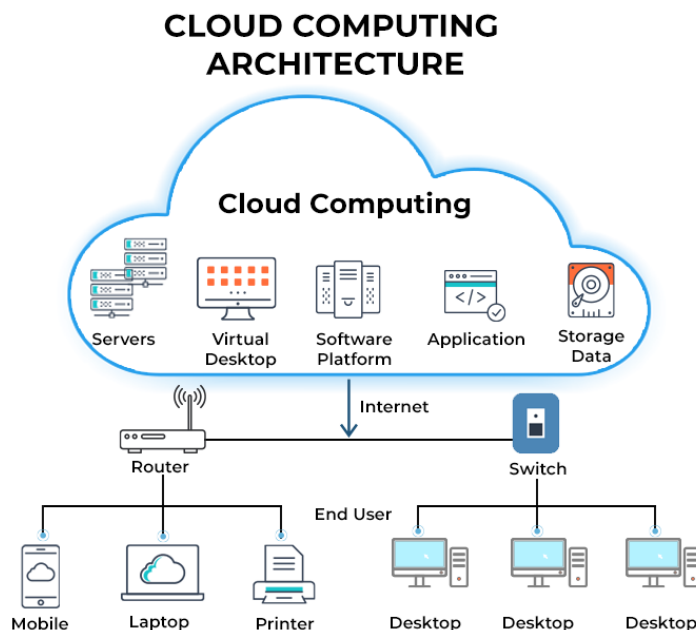 CLOUD COMPUTING
ARCHITECTURE
Cloud Computing
Servers
Virtual
Desktop
Software
Platform
Application
Storage
Data
Internet
Router
Switch
End User
Mobile
Laptop
Printer
Desktop
Desktop
Desktop